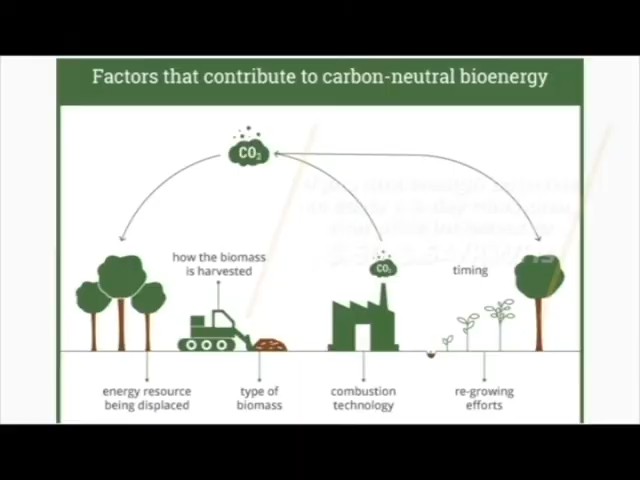 Factors that contribute to carbon-neutral bioenergy
CO₂
how the biomass
is harvested
CO₂
timing
energy resource
being displaced
type of
biomass
combustion
technology
re-growing
efforts